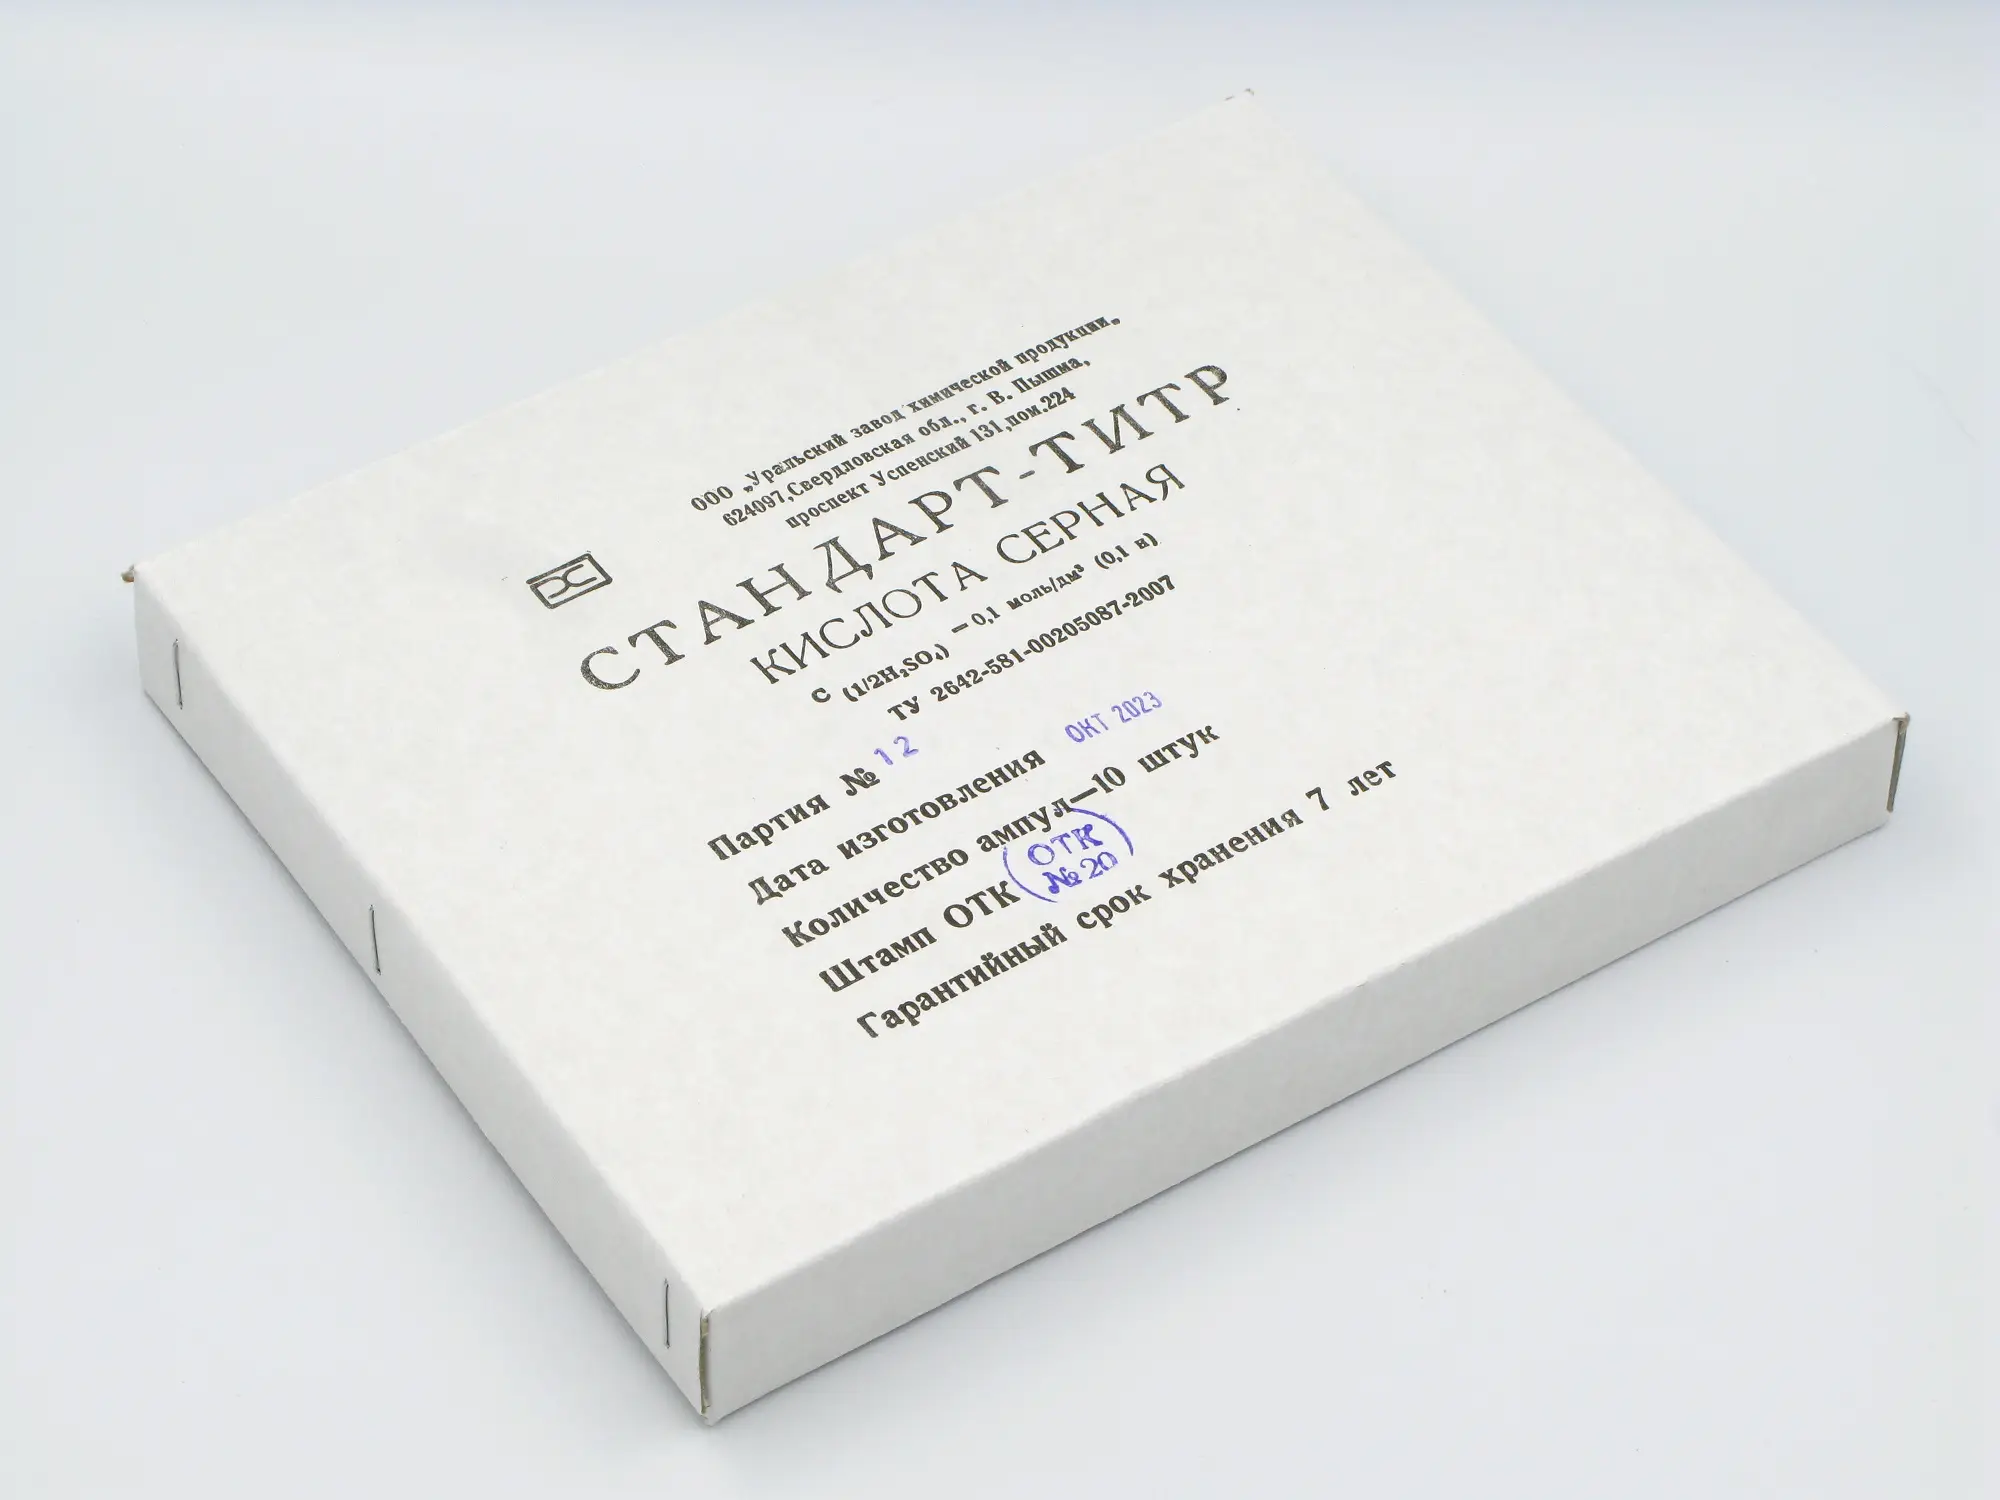 ООО „Уральский завод химической продукции„
624097,Свердловская обл., г. В. Пышма,
проспект Успенский 131,пом.224
СТАНДАРТ-ТИТР
КИСЛОТА СЕРНАЯ
С (1/2H₂SO₄) – 0,1 моль/дм³ (0,1 н)
ТУ 2642-581-00205087-2007
Партия № 12
Дата изготовления ОКТ 2023
Количество ампул—10 штук
Штамп ОТК ОТК
№20
Гарантийный срок хранения 7 лет